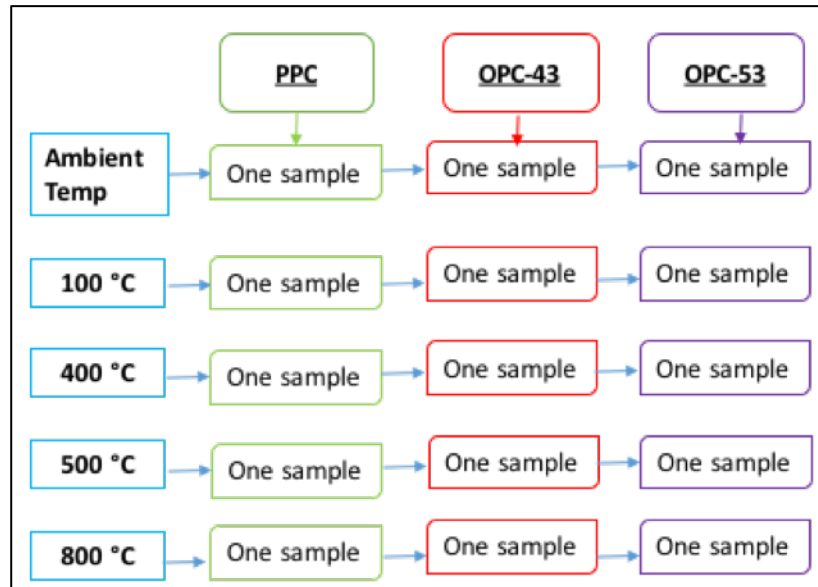 PPC
OPC-43
OPC-53
Ambient
Temp
One sample
One sample
One sample
100 °C
One sample
One sample
One sample
400 °C
One sample
One sample
One sample
500 °C
One sample
One sample
One sample
800 °C
One sample
One sample
One sample